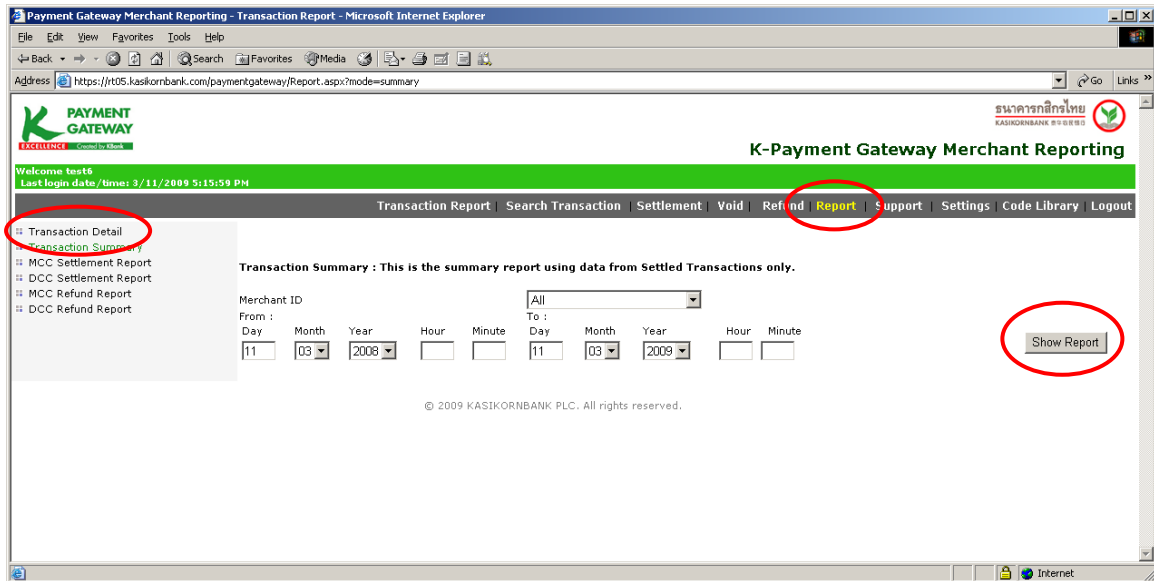 Payment Gateway Merchant Reporting - Transaction Report - Microsoft Internet Explorer
File Edit View Favorites Tools Help
Back Search Favorites Media
Address https://rt05.kasikornbank.com/paymentgateway/Report.aspx?mode=summary Go Links »
K PAYMENT GATEWAY
EXCELLENCE Created by KBank
ธนาคารกสิกรไทย
KASIKORNBANK
K-Payment Gateway Merchant Reporting
Welcome test6
Last login date/time: 3/11/2009 5:15:59 PM
Transaction Report | Search Transaction | Settlement | Void | Refund | Report | Support | Settings | Code Library | Logout
Transaction Detail
Transaction Summary
MCC Settlement Report
DCC Settlement Report
MCC Refund Report
DCC Refund Report
Transaction Summary : This is the summary report using data from Settled Transactions only.
Merchant ID All
From : To :
Day Month Year Hour Minute Day Month Year Hour Minute
11 03 2008 11 03 2009
Show Report
© 2009 KASIKORNBANK PLC. All rights reserved.
Internet